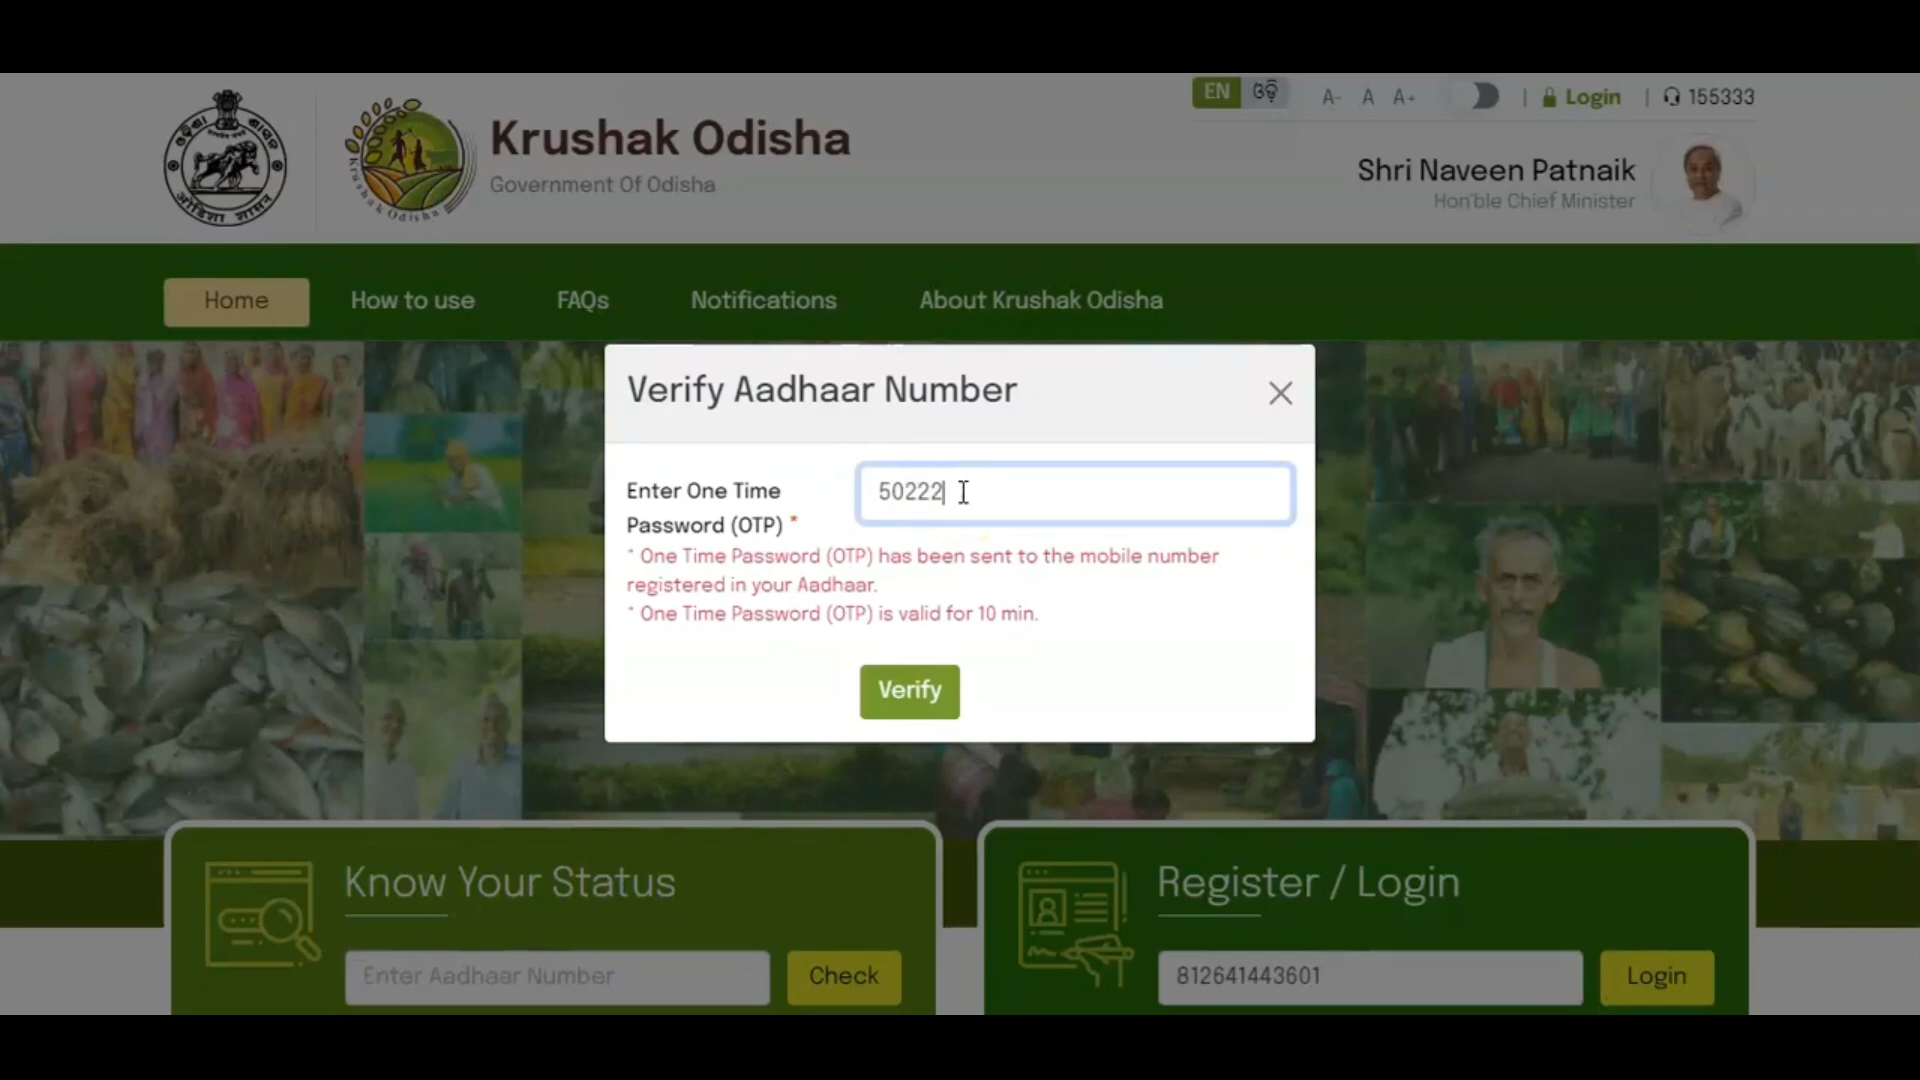 EN ଓଡ଼ି A- A A+ | Login | 155333
Krushak Odisha
Government Of Odisha
Shri Naveen Patnaik
Hon'ble Chief Minister
Krushak Odisha
Home How to use FAQs Notifications About Krushak Odisha
Verify Aadhaar Number
Enter One Time
Password (OTP) *
50222
* One Time Password (OTP) has been sent to the mobile number
registered in your Aadhaar.
* One Time Password (OTP) is valid for 10 min.
Verify
Know Your Status
Enter Aadhaar Number Check
Register / Login
812641443601 Login